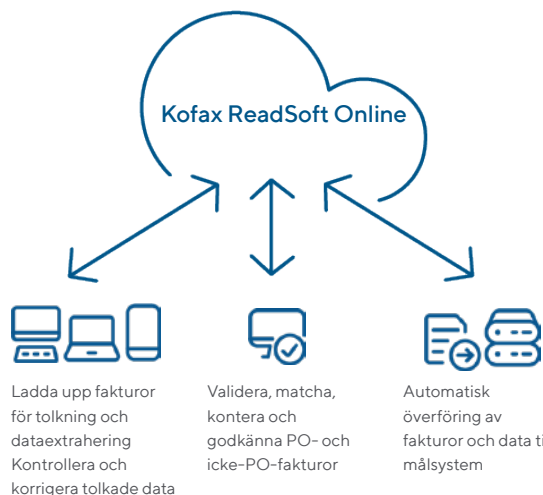 Kofax ReadSoft Online
Ladda upp fakturor
för tolkning och
dataextrahering
Kontrollera och
korrigera tolkade data
Validera, matcha,
kontera och
godkänna PO- och
icke-PO-fakturor
Automatisk
överföring av
fakturor och data ti
målsystem